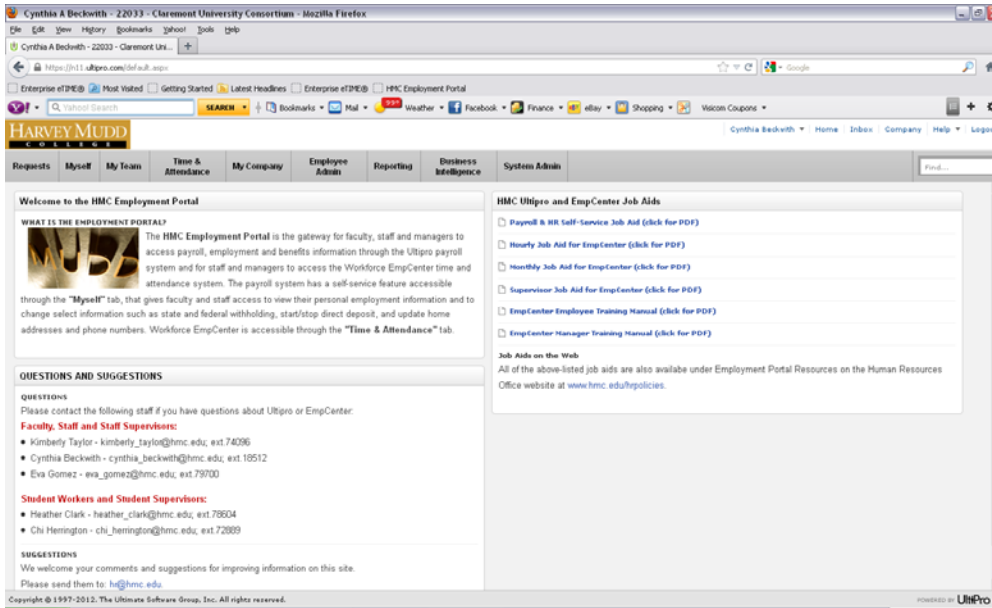 Cynthia A Beckwith - 22033 - Claremont University Consortium - Mozilla Firefox
File Edit View History Bookmarks Yahoo! Tools Help
Cynthia A Beckwith - 22033 - Claremont Uni... +
https://n11.ultipro.com/default.aspx
Google
Enterprise eTIME® Most Visited Getting Started Latest Headlines Enterprise eTIME® HMC Employment Portal
Y! Yahoo! Search SEARCH Bookmarks Mail 99° Weather Facebook Finance eBay Shopping Visicom Coupons
HARVEY MUDD
COLLEGE
Cynthia Beckwith Home Inbox Company Help Logou
Requests Myself My Team Time & Attendance My Company Employee Admin Reporting Business Intelligence System Admin
Find...
Welcome to the HMC Employment Portal
WHAT IS THE EMPLOYMENT PORTAL?
MUDD
The HMC Employment Portal is the gateway for faculty, staff and managers to
access payroll, employment and benefits information through the Ultipro payroll
system and for staff and managers to access the Workforce EmpCenter time and
attendance system. The payroll system has a self-service feature accessible
through the "Myself" tab, that gives faculty and staff access to view their personal employment information and to
change select information such as state and federal withholding, start/stop direct deposit, and update home
addresses and phone numbers. Workforce EmpCenter is accessible through the "Time & Attendance" tab.
QUESTIONS AND SUGGESTIONS
QUESTIONS
Please contact the following staff if you have questions about Ultipro or EmpCenter:
Faculty, Staff and Staff Supervisors:
• Kimberly Taylor - kimberly_taylor@hmc.edu; ext.74096
• Cynthia Beckwith - cynthia_beckwith@hmc.edu; ext.18512
• Eva Gomez - eva_gomez@hmc.edu; ext.79700
Student Workers and Student Supervisors:
• Heather Clark - heather_clark@hmc.edu; ext.78604
• Chi Herrington - chi_herrington@hmc.edu; ext.72889
SUGGESTIONS
We welcome your comments and suggestions for improving information on this site.
Please send them to: hr@hmc.edu.
HMC Ultipro and EmpCenter Job Aids
Payroll & HR Self-Service Job Aid (click for PDF)
Hourly Job Aid for EmpCenter (click for PDF)
Monthly Job Aid for EmpCenter (click for PDF)
Supervisor Job Aid for EmpCenter (click for PDF)
EmpCenter Employee Training Manual (click for PDF)
EmpCenter Manager Training Manual (click for PDF)
Job Aids on the Web
All of the above-listed job aids are also availabe under Employment Portal Resources on the Human Resources
Office website at www.hmc.edu/hrpolicies.
Copyright © 1997-2012. The Ultimate Software Group, Inc. All rights reserved.
POWERED BY UltiPro